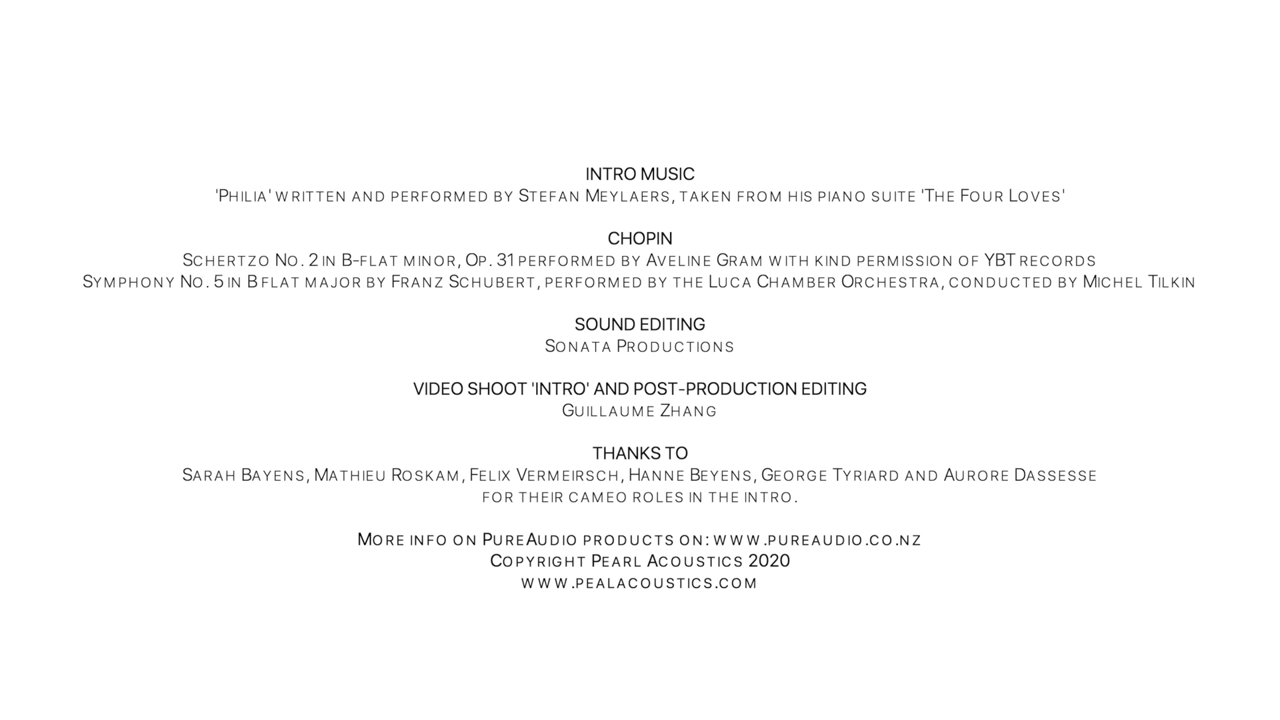 INTRO MUSIC
'Philia' written and performed by Stefan Meylaers, taken from his piano suite 'The Four Loves'
CHOPIN
Schertzo No. 2 in B-flat minor, Op. 31 performed by Aveline Gram with kind permission of YBT records
Symphony No. 5 in B flat major by Franz Schubert, performed by the Luca Chamber Orchestra, conducted by Michel Tilkin
SOUND EDITING
Sonata Productions
VIDEO SHOOT 'INTRO' AND POST-PRODUCTION EDITING
Guillaume Zhang
THANKS TO
Sarah Bayens, Mathieu Roskam, Felix Vermeirsch, Hanne Beyens, George Tyriard and Aurore Dassesse
for their cameo roles in the intro.
More info on PureAudio products on: www.pureaudio.co.nz
Copyright Pearl Acoustics 2020
www.pealacoustics.com